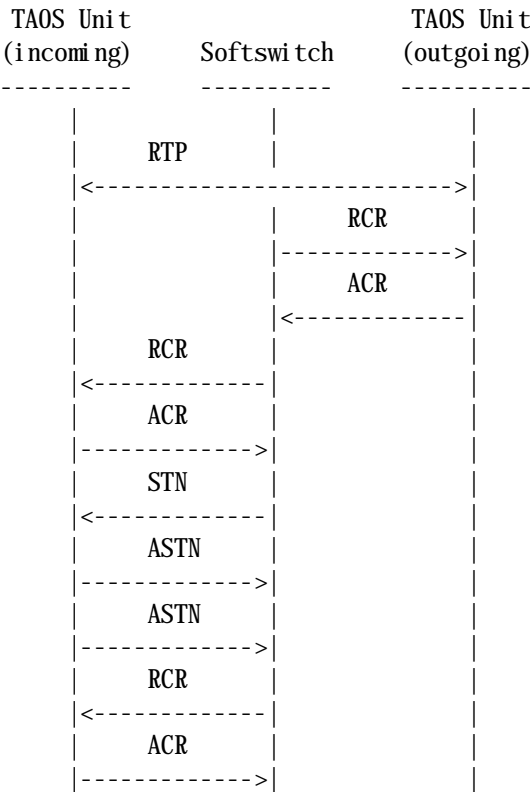 TAOS Unit TAOS Unit
(incoming) Softswitch (outgoing)
---------- ---------- ----------
| | |
| RTP | |
|<--------------------------->|
| | RCR |
| |------------->|
| | ACR |
| |<-------------|
| RCR | |
|<-------------| |
| ACR | |
|------------->| |
| STN | |
|<-------------| |
| ASTN | |
|------------->| |
| ASTN | |
|------------->| |
| RCR | |
|<-------------| |
| ACR | |
|------------->| |